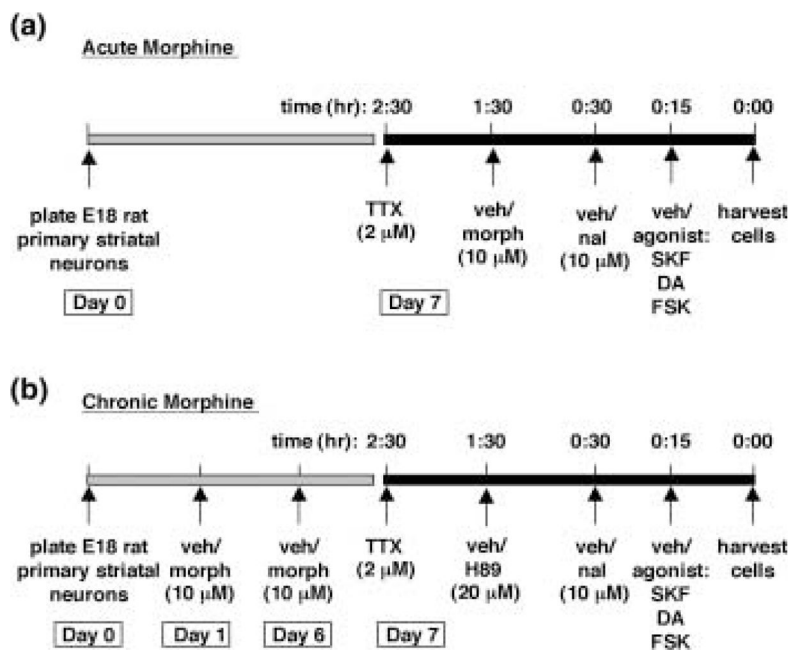 (a)
Acute Morphine
time (hr): 2:30 1:30 0:30 0:15 0:00
plate E18 rat
primary striatal
neurons
TTX
(2 µM)
veh/
morph
(10 µM)
veh/
nal
(10 µM)
veh/
agonist:
SKF
DA
FSK
harvest
cells
Day 0
Day 7
(b)
Chronic Morphine
time (hr): 2:30 1:30 0:30 0:15 0:00
plate E18 rat
primary striatal
neurons
veh/
morph
(10 µM)
veh/
morph
(10 µM)
TTX
(2 µM)
veh/
H89
(20 µM)
veh/
nal
(10 µM)
veh/
agonist:
SKF
DA
FSK
harvest
cells
Day 0
Day 1
Day 6
Day 7